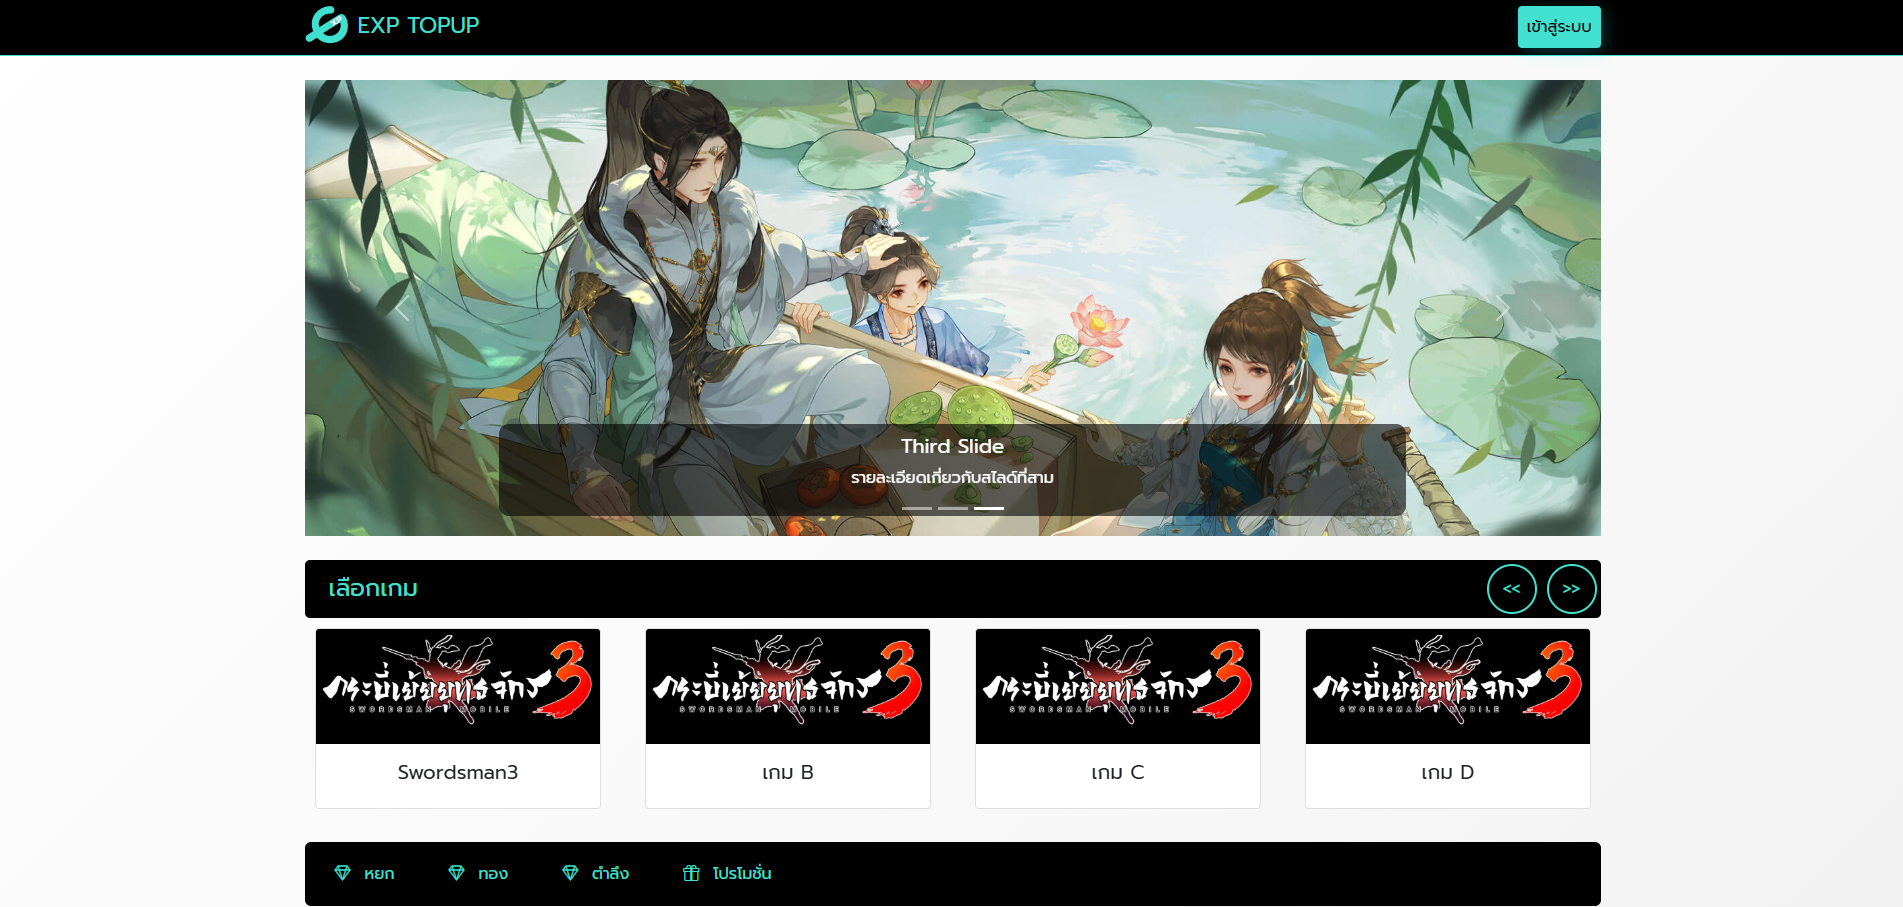 EXP TOPUP
เข้าสู่ระบบ
Third Slide
รายละเอียดเกี่ยวกับสไลด์ที่สาม
เลือกเกม
<< >>
กระบี่เย้ยยุทธจักร 3
SWORDSMAN 3 MOBILE
กระบี่เย้ยยุทธจักร 3
SWORDSMAN 3 MOBILE
กระบี่เย้ยยุทธจักร 3
SWORDSMAN 3 MOBILE
กระบี่เย้ยยุทธจักร 3
SWORDSMAN 3 MOBILE
Swordsman3
เกม B
เกม C
เกม D
หยก
ทอง
ตำลึง
โปรโมชั่น